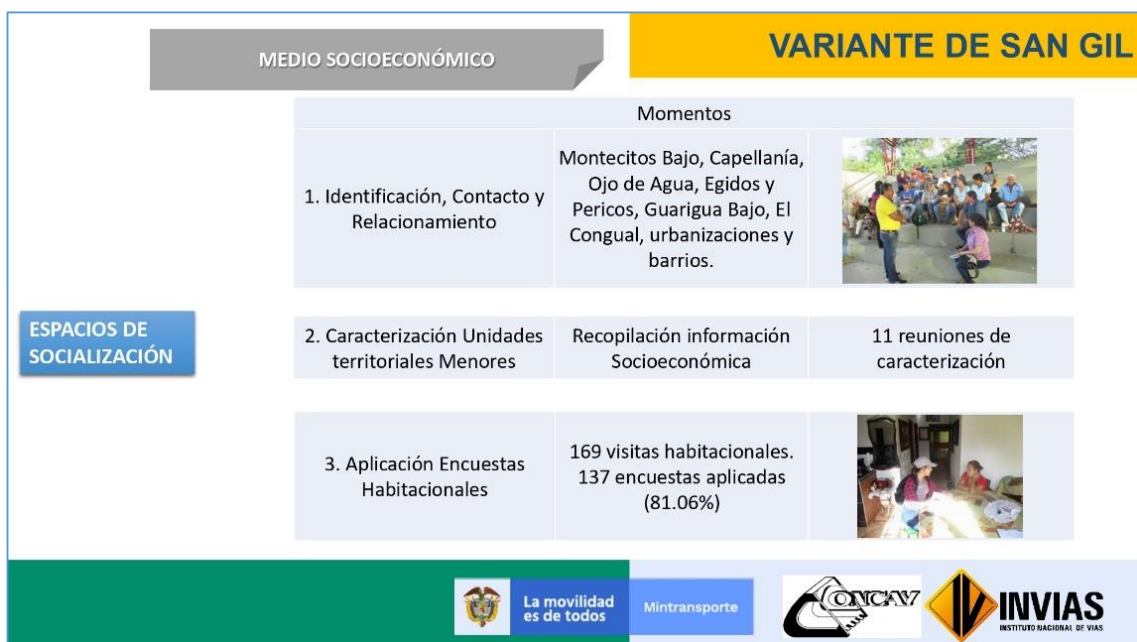 MEDIO SOCIOECONÓMICO
VARIANTE DE SAN GIL
Momentos
1. Identificación, Contacto y
Relacionamiento
Montecitos Bajo, Capellanía,
Ojo de Agua, Egidos y
Pericos, Guarigua Bajo, El
Congual, urbanizaciones y
barrios.
ESPACIOS DE
SOCIALIZACIÓN
2. Caracterización Unidades
territoriales Menores
Recopilación información
Socioeconómica
11 reuniones de
caracterización
3. Aplicación Encuestas
Habitacionales
169 visitas habitacionales.
137 encuestas aplicadas
(81.06%)
La movilidad
es de todos
Mintransporte
CONCAY
INVIAS
INSTITUTO NACIONAL DE VIAS